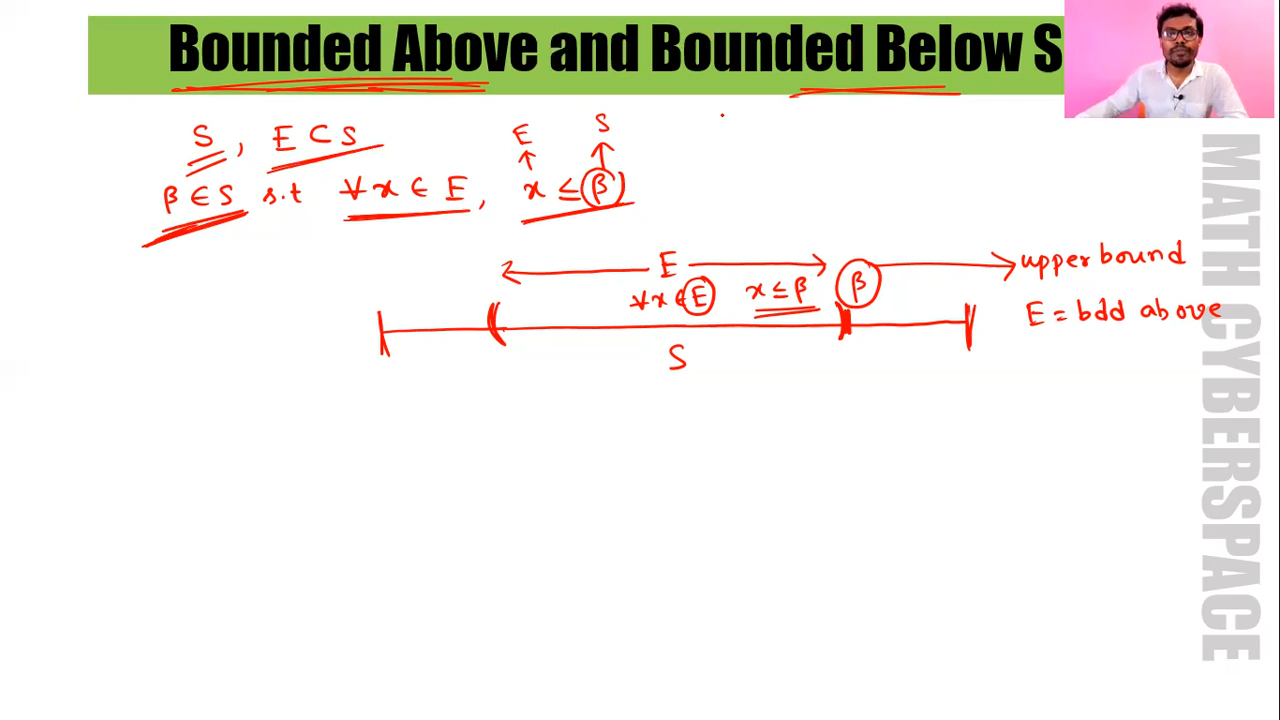 Bounded Above and Bounded Below S
S, E ⊂ S
E S
β ∈ S s.t ∀x ∈ E, x ≤ β
E
upper bound
∀x ∈ E x ≤ β β
E = bdd above
S
MATH CYBERSPACE